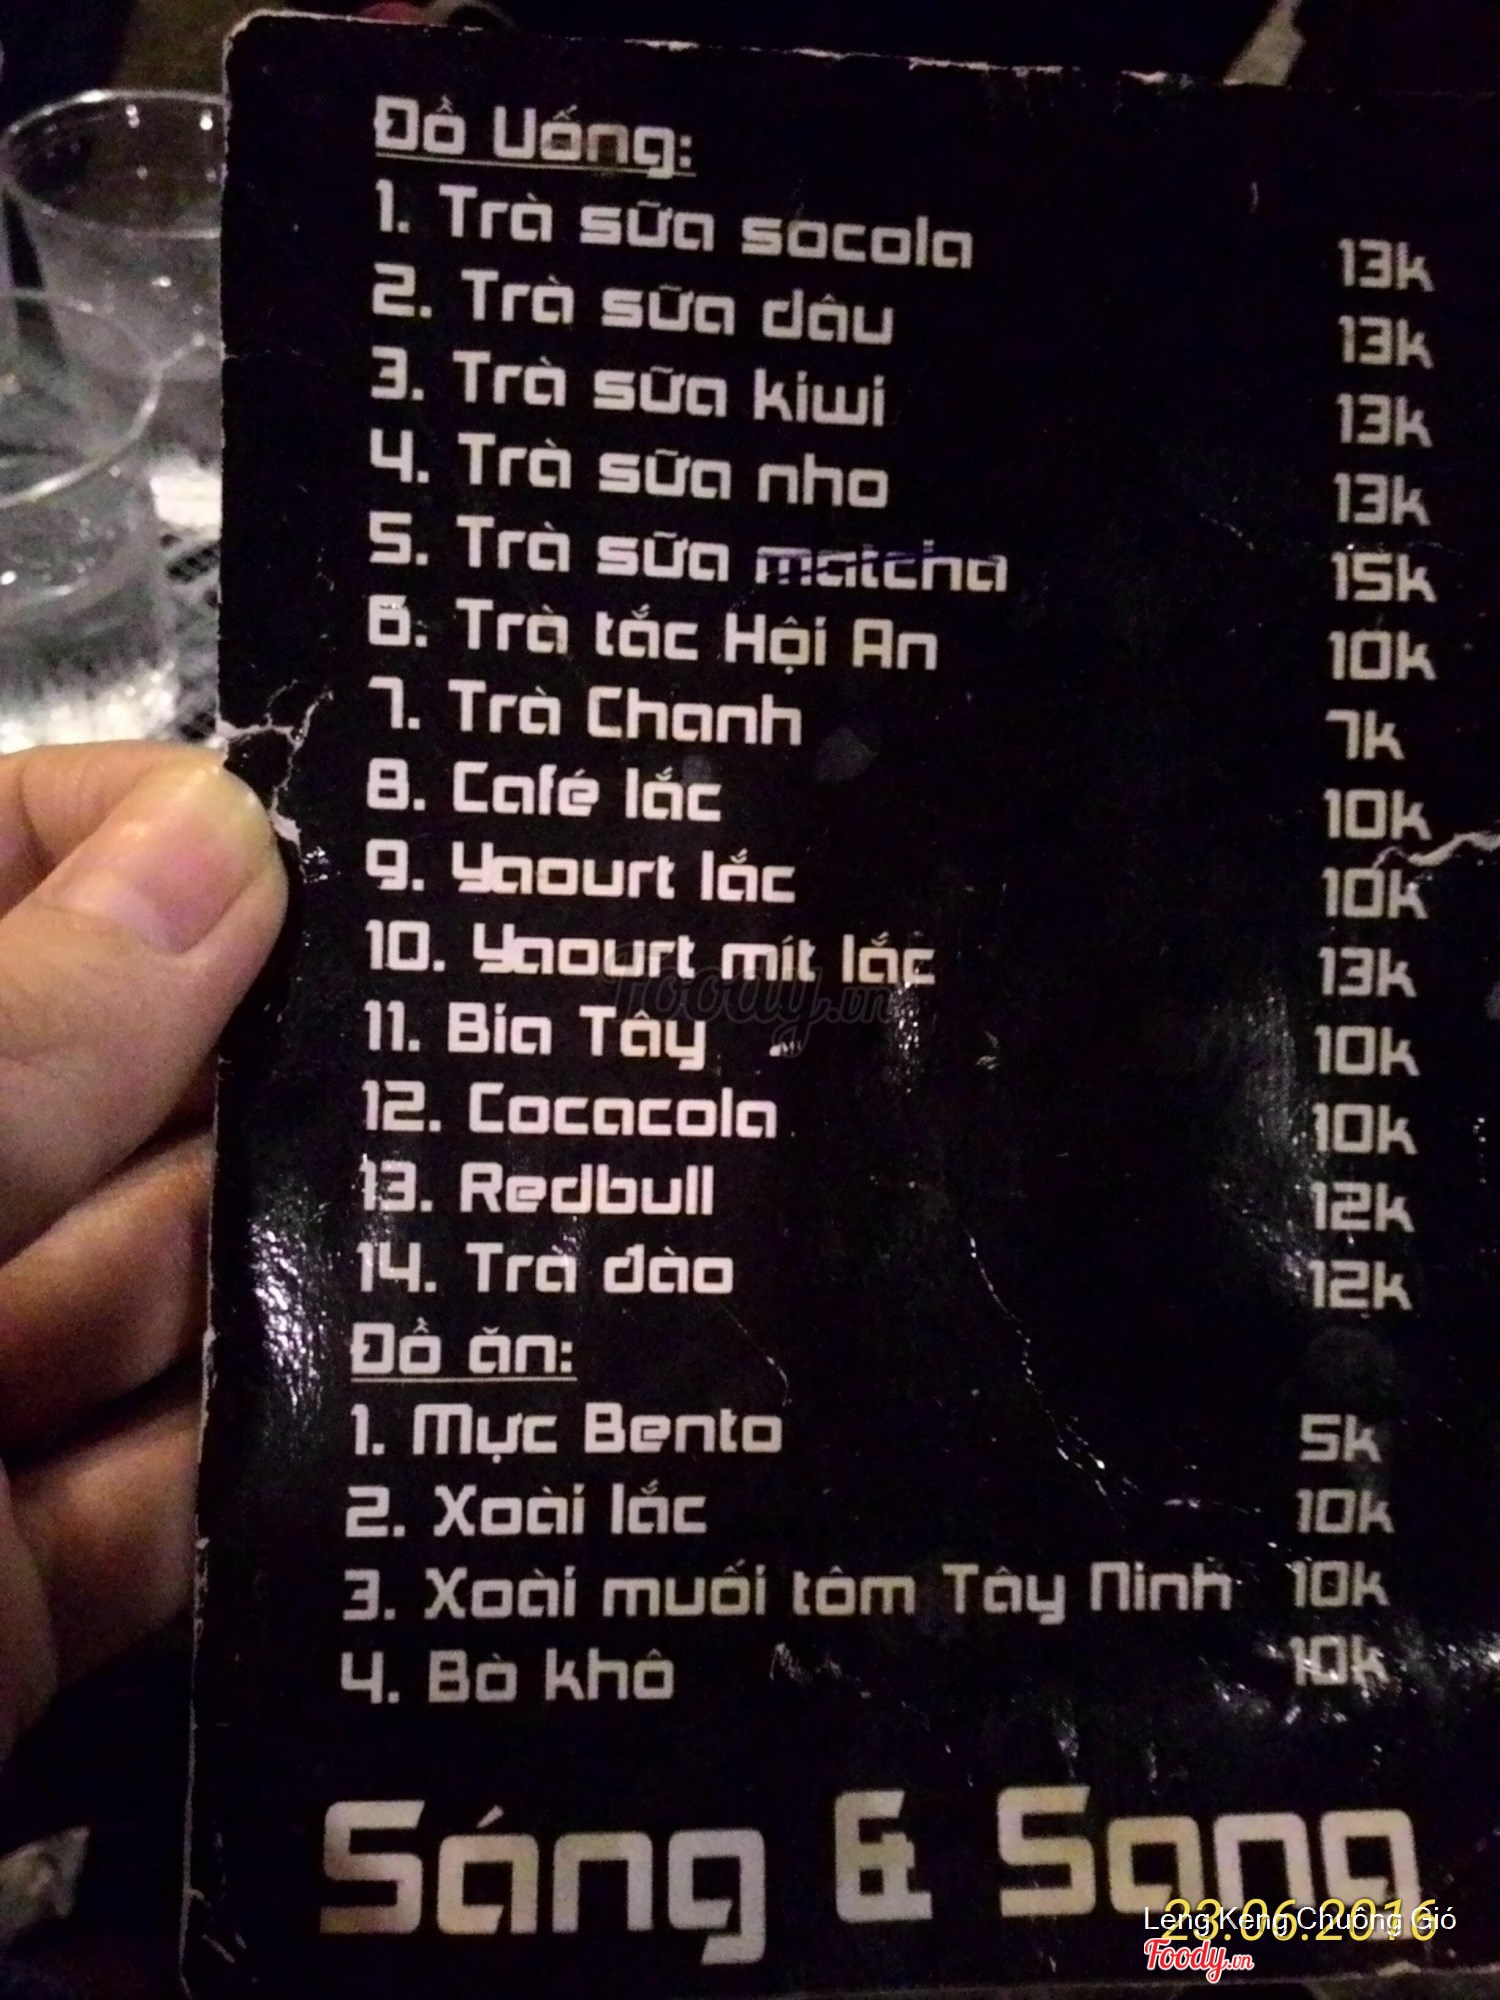 Đồ Uống:
1. Trà sữa socola 13k
2. Trà sữa dâu 13k
3. Trà sữa kiwi 13k
4. Trà sữa nho 13k
5. Trà sữa matcha 15k
6. Trà tắc Hội An 10k
7. Trà Chanh 7k
8. Café lắc 10k
9. Yaourt lắc 10k
10. Yaourt mít lắc 13k
Foody.vn
11. Bia Tây 10k
12. Cocacola 10k
13. Redbull 12k
14. Trà đào 12k
Đồ ăn:
1. Mực Bento 5k
2. Xoài lắc 10k
3. Xoài muối tôm Tây Ninh 10k
4. Bò khô 10k
Sáng & Sang
23.06.2016
Leng Keng Chuông Gió
Foody.vn